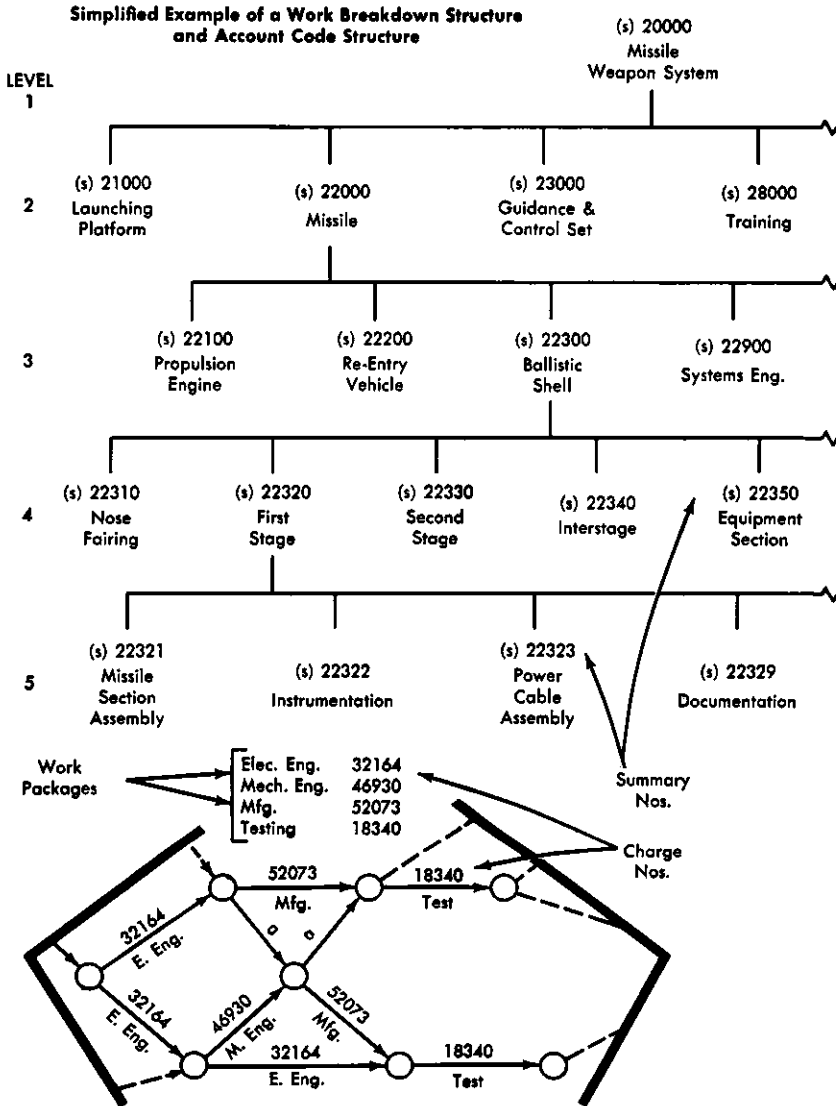 Simplified Example of a Work Breakdown Structure
and Account Code Structure
(s) 20000
Missile
Weapon System
LEVEL
1
2
(s) 21000
Launching
Platform
(s) 22000
Missile
(s) 23000
Guidance &
Control Set
(s) 28000
Training
3
(s) 22100
Propulsion
Engine
(s) 22200
Re-Entry
Vehicle
(s) 22300
Ballistic
Shell
(s) 22900
Systems Eng.
4
(s) 22310
Nose
Fairing
(s) 22320
First
Stage
(s) 22330
Second
Stage
(s) 22340
Interstage
(s) 22350
Equipment
Section
5
(s) 22321
Missile
Section
Assembly
(s) 22322
Instrumentation
(s) 22323
Power
Cable
Assembly
(s) 22329
Documentation
Work
Packages
Elec. Eng. 32164
Mech. Eng. 46930
Mfg. 52073
Testing 18340
Summary
Nos.
Charge
Nos.
52073
Mfg.
18340
Test
32164
E. Eng.
0
0
32164
E. Eng.
46930
M. Eng.
52073
Mfg.
32164
E. Eng.
18340
Test